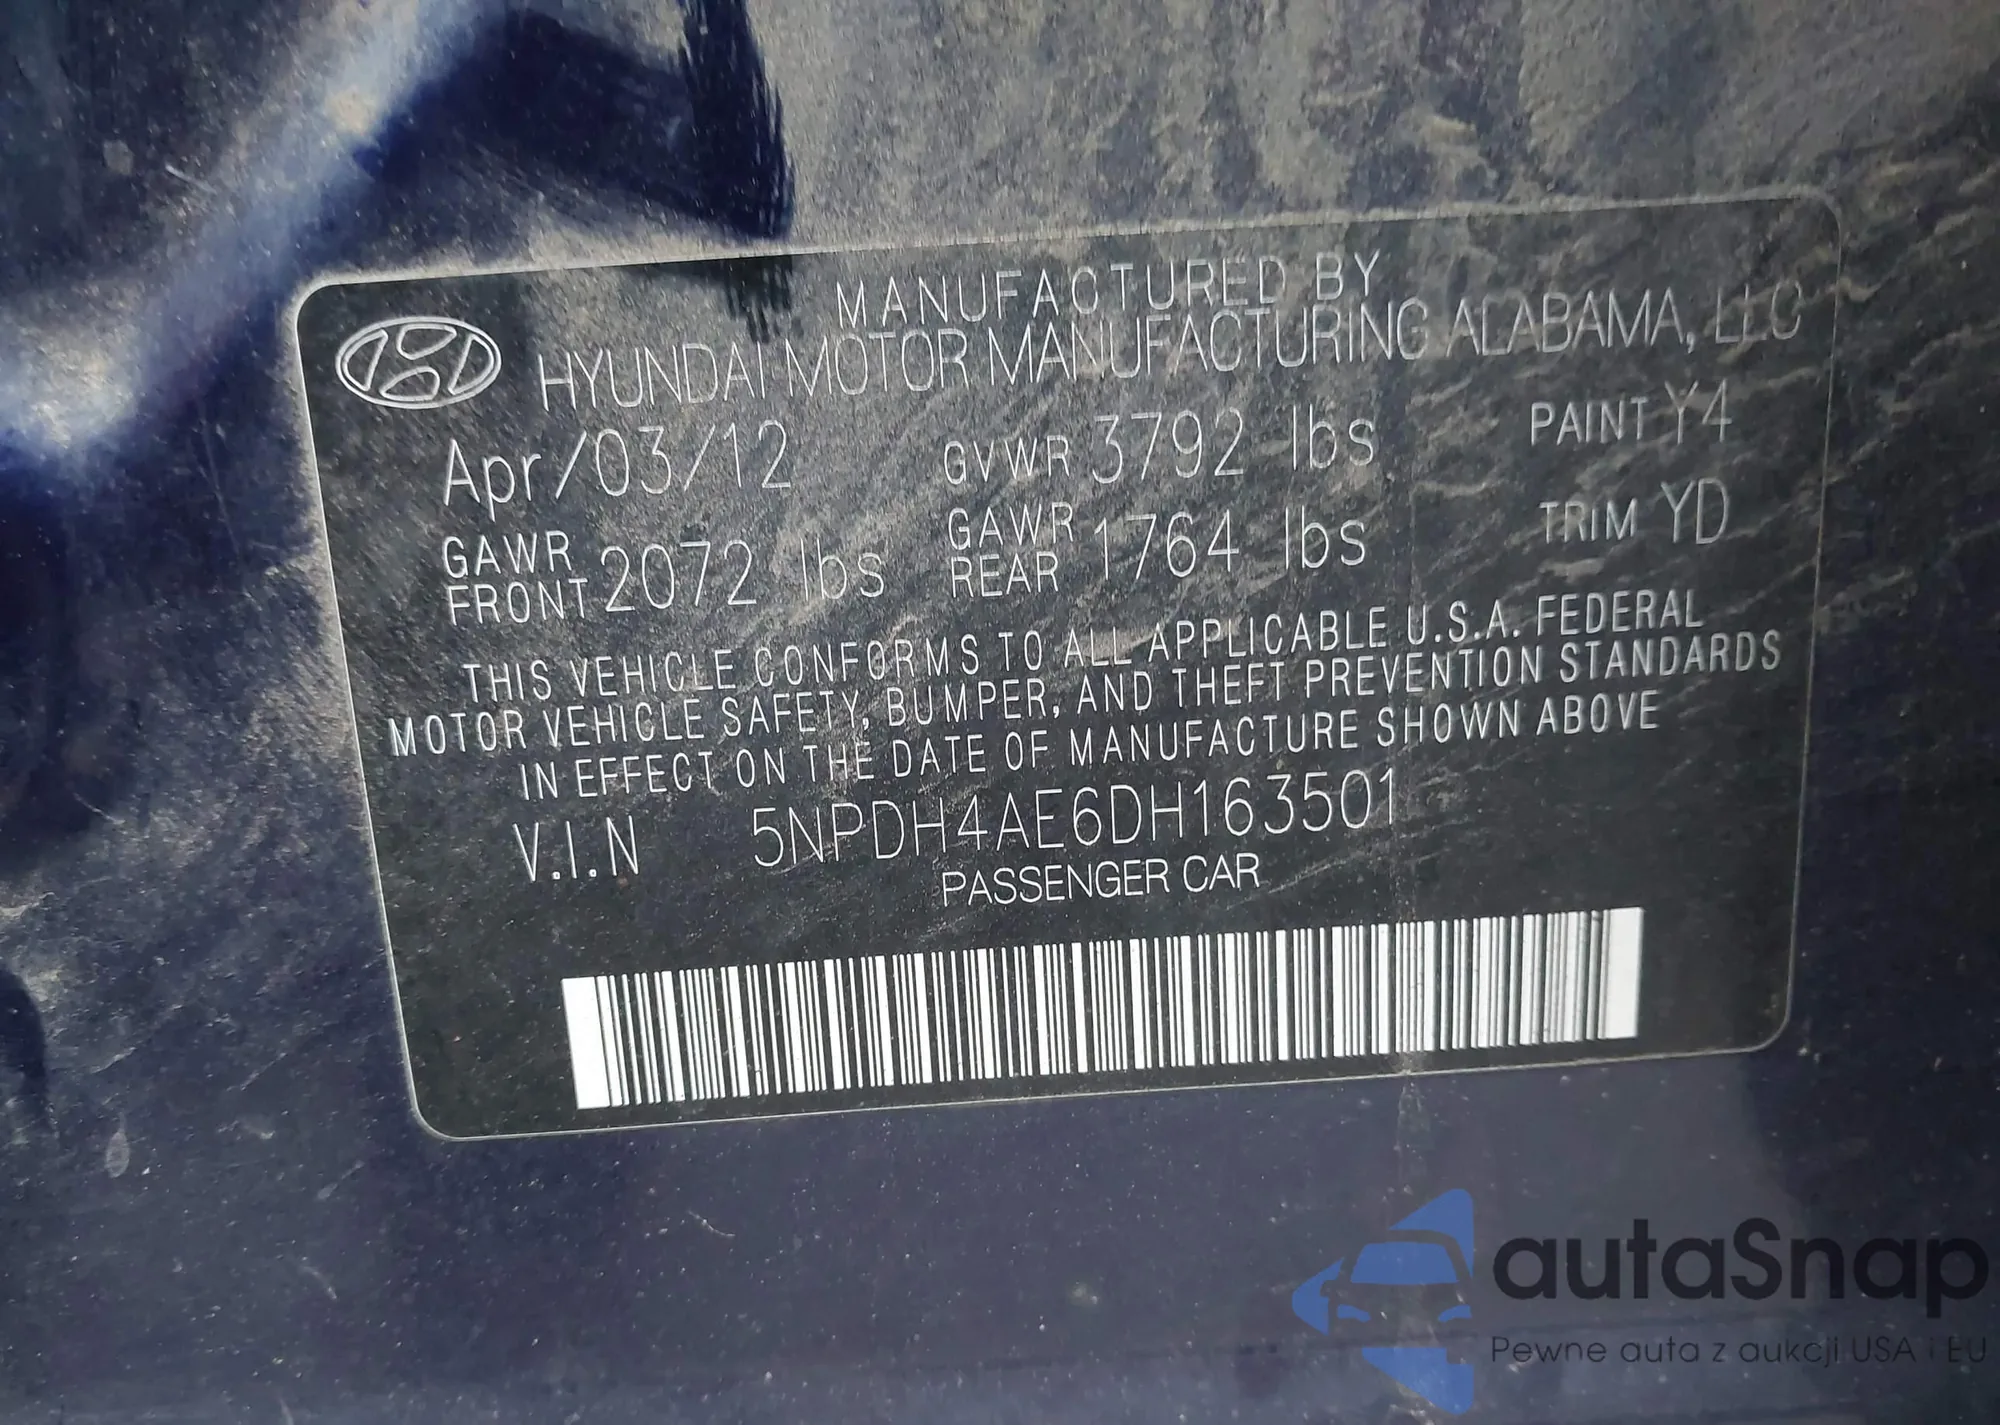 MANUFACTURED BY
HYUNDAI MOTOR MANUFACTURING ALABAMA, LLC
Apr/03/12 GVWR 3792 lbs PAINT Y4
GAWR FRONT 2072 lbs GAWR REAR 1764 lbs TRIM YD
THIS VEHICLE CONFORMS TO ALL APPLICABLE U.S.A. FEDERAL
MOTOR VEHICLE SAFETY, BUMPER, AND THEFT PREVENTION STANDARDS
IN EFFECT ON THE DATE OF MANUFACTURE SHOWN ABOVE
V.I.N 5NPDH4AE6DH163501
PASSENGER CAR
autaSnap
Pewne auta z aukcji USA i EU